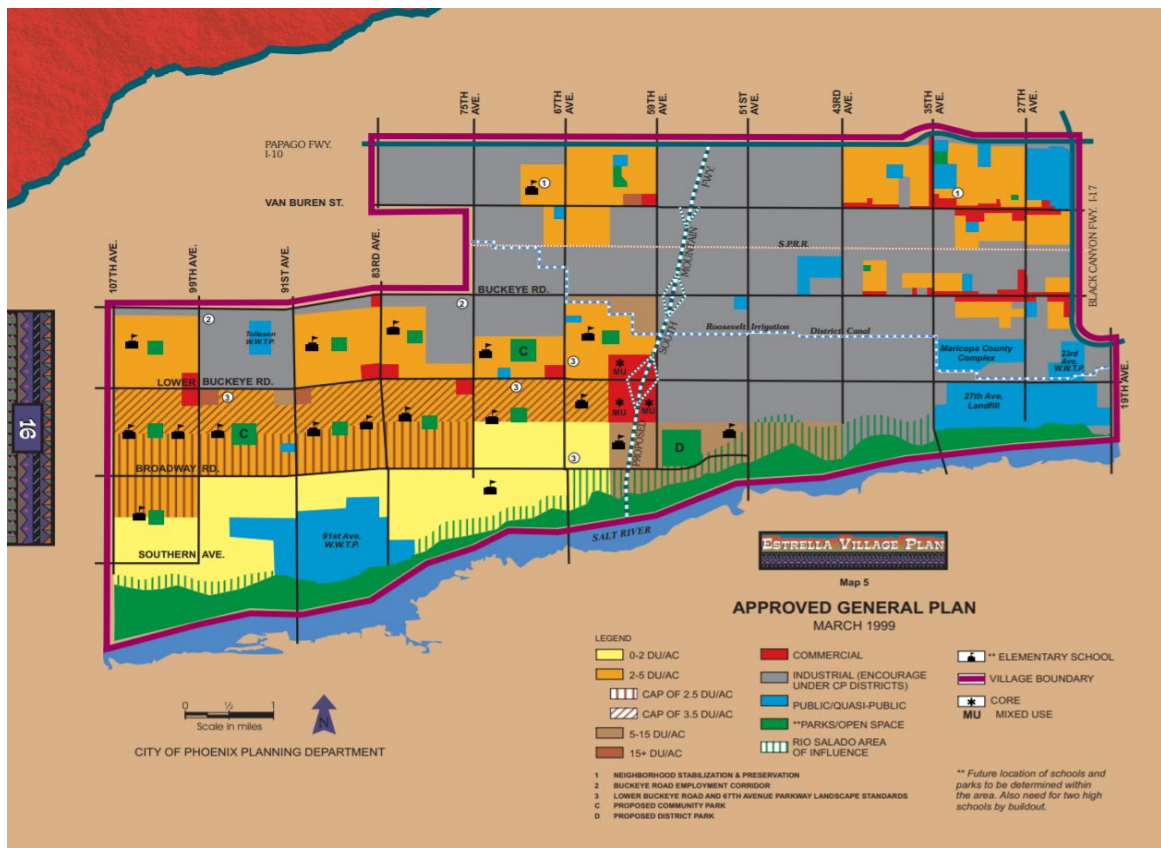 75TH
AVE.
67TH
AVE.
59TH
AVE.
51ST
AVE.
43RD
AVE.
35TH
AVE.
27TH
AVE.
PAPAGO FWY.
I-10
VAN BUREN ST.
FWY.
MOUNTAIN
SOUTH
PROPOSED
S.P.R.R.
BLACK CANYON FWY. I-17
107TH AVE.
99TH AVE.
91ST AVE.
83RD AVE.
BUCKEYE RD.
1
1
2
2
3
3
3
3
Tolleson
W.W.T.P.
Roosevelt Irrigation District Canal
Maricopa County
Complex
23rd
Ave.
W.W.T.P.
19TH AVE.
C
MU
LOWER BUCKEYE RD.
MU
MU
27th Ave.
Landfill
C
D
16
BROADWAY RD.
91st Ave.
W.W.T.P.
SOUTHERN AVE.
SALT RIVER
ESTRELLA VILLAGE PLAN
Map 5
APPROVED GENERAL PLAN
MARCH 1999
LEGEND
0-2 DU/AC
2-5 DU/AC
CAP OF 2.5 DU/AC
CAP OF 3.5 DU/AC
5-15 DU/AC
15+ DU/AC
COMMERCIAL
INDUSTRIAL (ENCOURAGE
UNDER CP DISTRICTS)
PUBLIC/QUASI-PUBLIC
**PARKS/OPEN SPACE
RIO SALADO AREA
OF INFLUENCE
** ELEMENTARY SCHOOL
VILLAGE BOUNDARY
CORE
MU MIXED USE
0 ½ 1
Scale in miles
N
CITY OF PHOENIX PLANNING DEPARTMENT
1 NEIGHBORHOOD STABILIZATION & PRESERVATION
2 BUCKEYE ROAD EMPLOYMENT CORRIDOR
3 LOWER BUCKEYE ROAD AND 67TH AVENUE PARKWAY LANDSCAPE STANDARDS
C PROPOSED COMMUNITY PARK
D PROPOSED DISTRICT PARK
** Future location of schools and
parks to be determined within
the area. Also need for two high
schools by buildout.